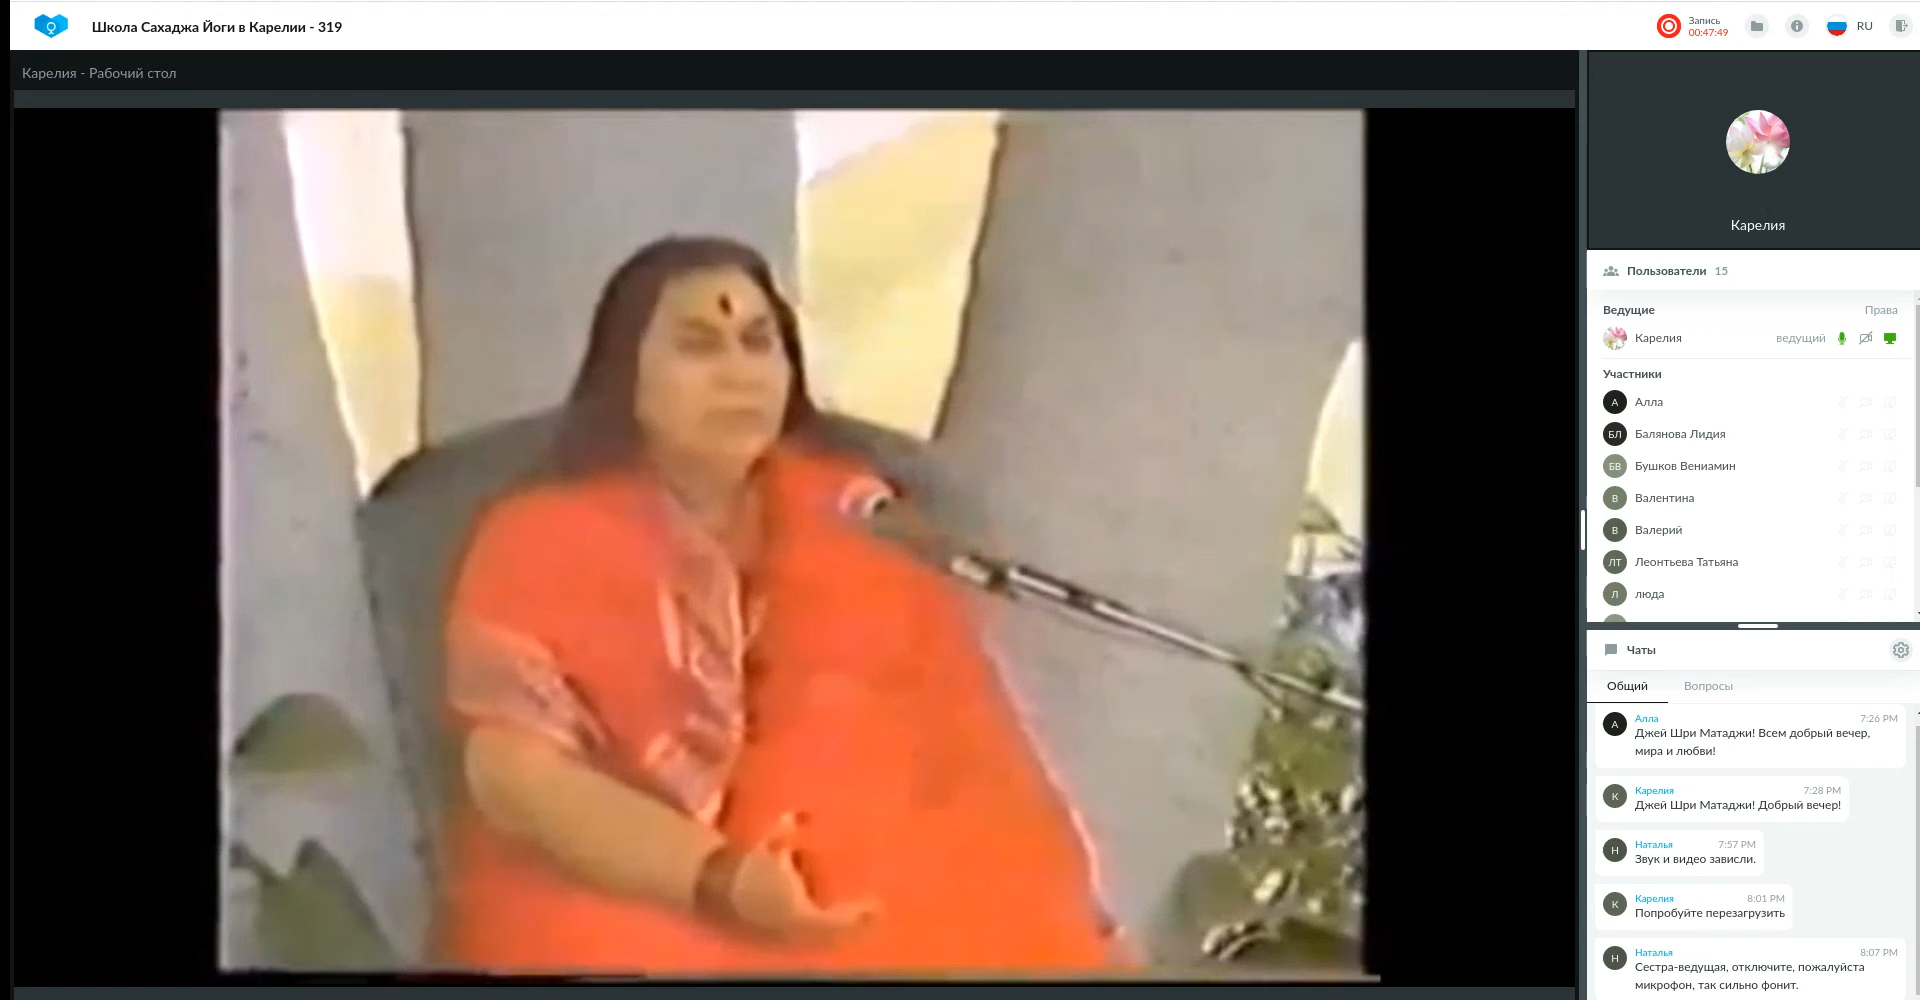 Школа Сахаджа Йоги в Карелии - 319
Запись
00:47:49
RU
Карелия - Рабочий стол
Карелия
Пользователи 15
Ведущие Права
Карелия ведущий
Участники
А Алла
БЛ Балянова Лидия
БВ Бушков Вениамин
В Валентина
В Валерий
ЛТ Леонтьева Татьяна
Л люда
Чаты
Общий Вопросы
А Алла 7:26 PM
Джей Шри Матаджи! Всем добрый вечер,
мира и любви!
К Карелия 7:28 PM
Джей Шри Матаджи! Добрый вечер!
Н Наталья 7:57 PM
Звук и видео зависли.
К Карелия 8:01 PM
Попробуйте перезагрузить
Н Наталья 8:07 PM
Сестра-ведущая, отключите, пожалуйста
микрофон, так сильно фонит.